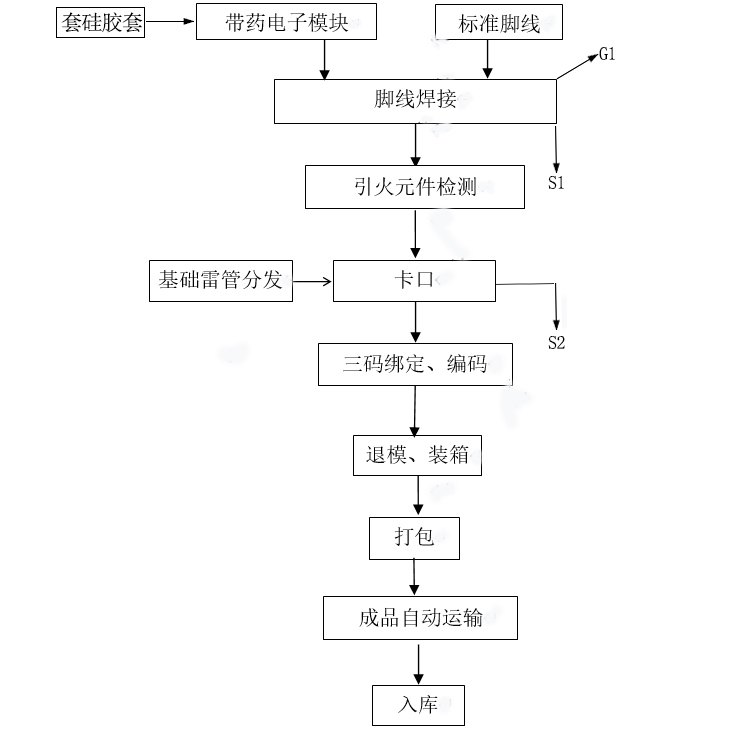 套硅胶套
带药电子模块
标准脚线
G1
脚线焊接
S1
引火元件检测
基础雷管分发
卡口
S2
三码绑定、编码
退模、装箱
打包
成品自动运输
入库